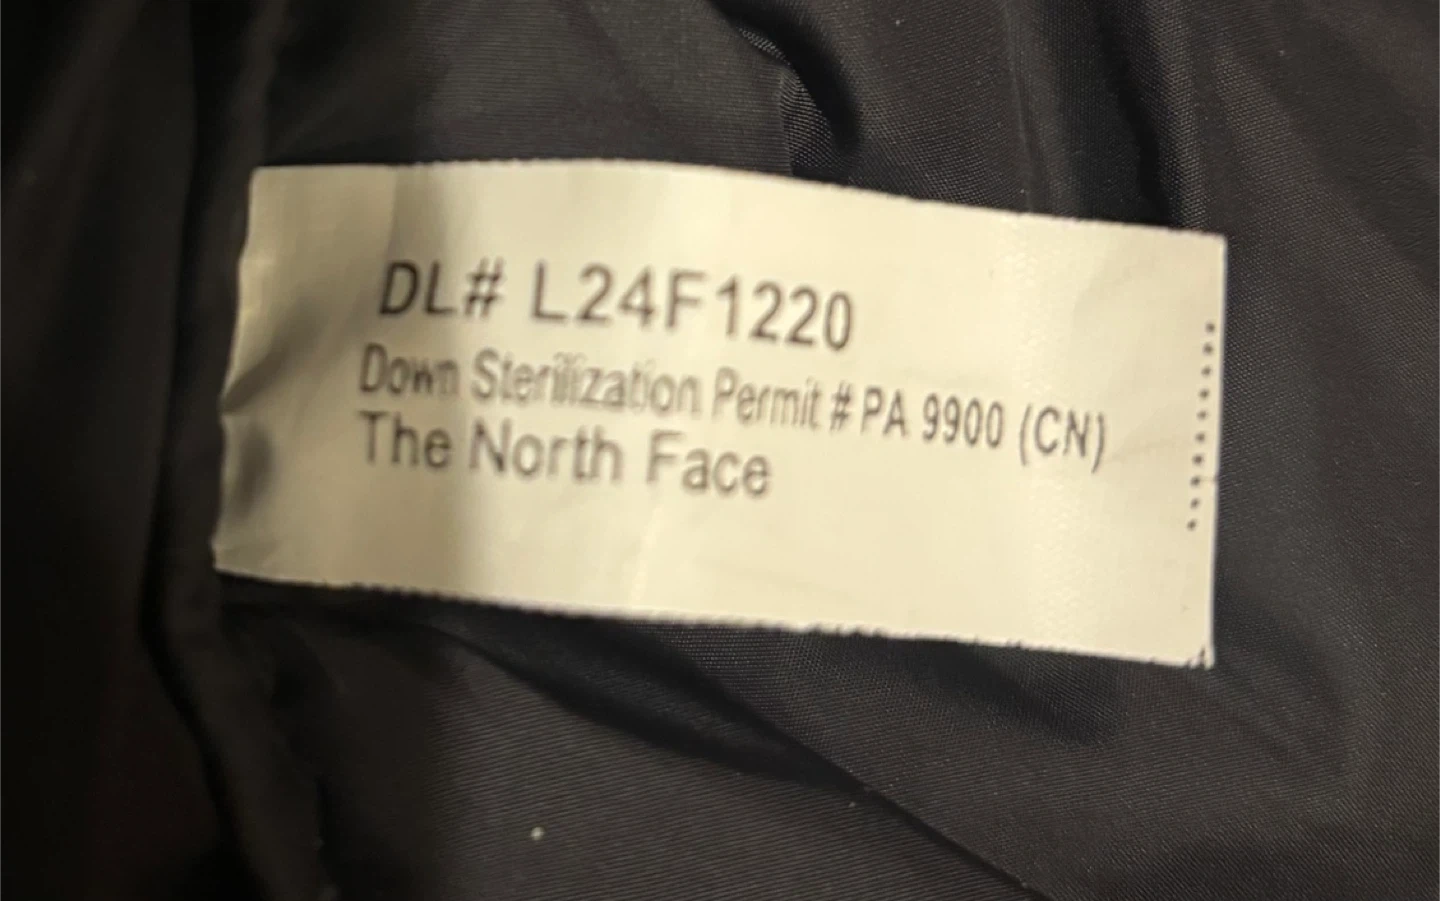 DL# L24F1220
Down Sterilization Permit # PA 9900 (CN)
The North Face